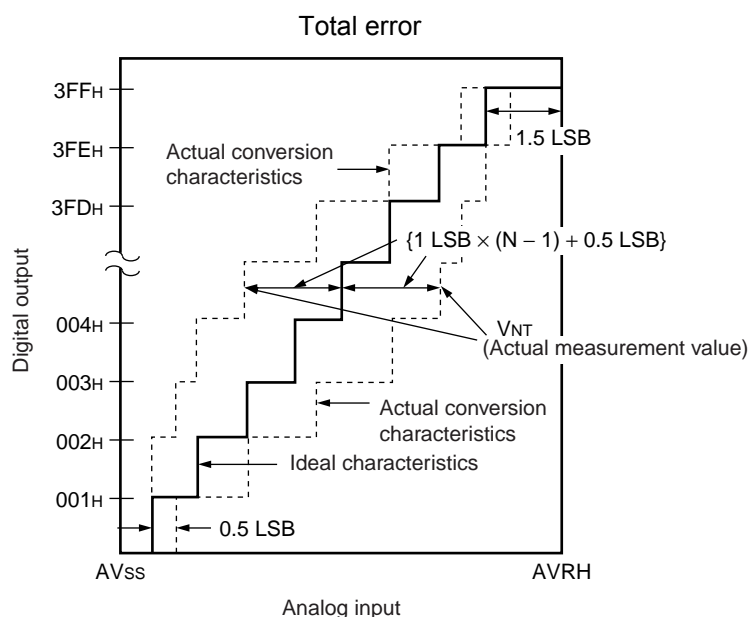 Total error
3FFH
1.5 LSB
3FEH
Actual conversion
characteristics
3FDH
{1 LSB × (N − 1) + 0.5 LSB}
Digital output
004H
VNT
(Actual measurement value)
003H
Actual conversion
characteristics
002H
Ideal characteristics
001H
0.5 LSB
AVSS
AVRH
Analog input